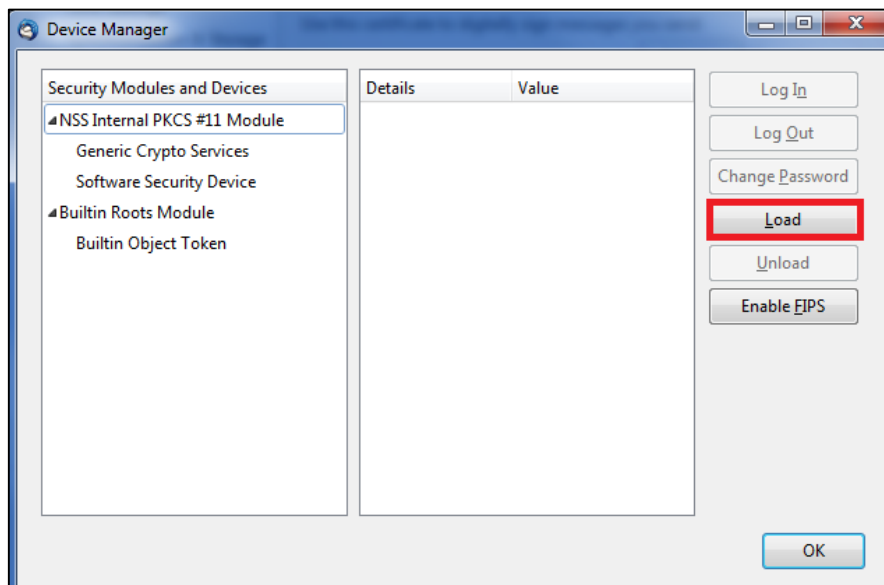 Device Manager
Security Modules and Devices
NSS Internal PKCS #11 Module
Generic Crypto Services
Software Security Device
Builtin Roots Module
Builtin Object Token
Details Value
Log In
Log Out
Change Password
Load
Unload
Enable FIPS
OK